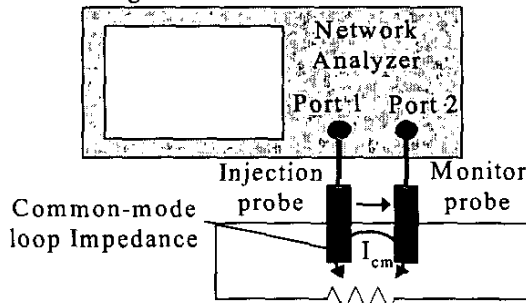 Network
Analyzer
Port 1 Port 2
Injection
probe
Monitor
probe
Common-mode
loop Impedance
I_cm